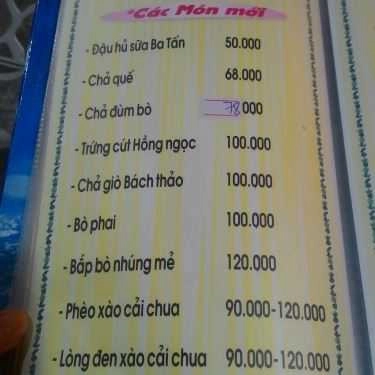 *Các Món mới
- Đậu hủ sữa Ba Tấn 50.000
- Chả quế 68.000
- Chả đùm bò 78.000
- Trứng cút Hồng ngọc 100.000
- Chả giò Bách thảo 100.000
- Bò phai 100.000
- Bắp bò nhúng mẻ 120.000
- Phèo xào cải chua 90.000-120.000
- Lòng đen xào cải chua 90.000-120.000